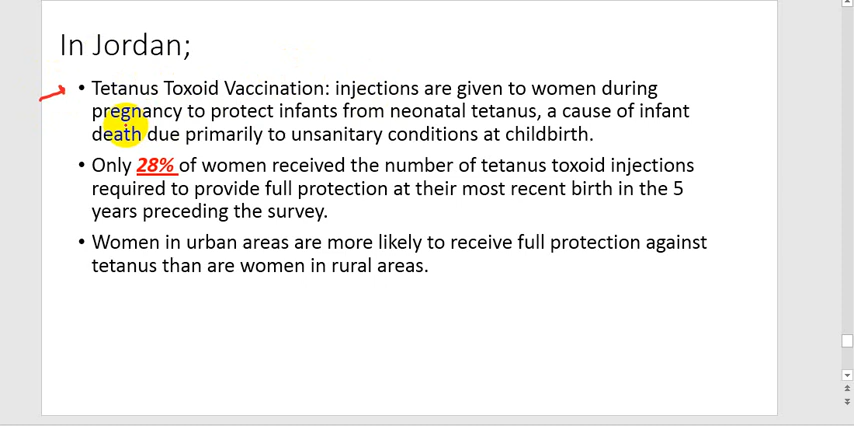 In Jordan;
• Tetanus Toxoid Vaccination: injections are given to women during
pregnancy to protect infants from neonatal tetanus, a cause of infant
death due primarily to unsanitary conditions at childbirth.
• Only 28% of women received the number of tetanus toxoid injections
required to provide full protection at their most recent birth in the 5
years preceding the survey.
• Women in urban areas are more likely to receive full protection against
tetanus than are women in rural areas.